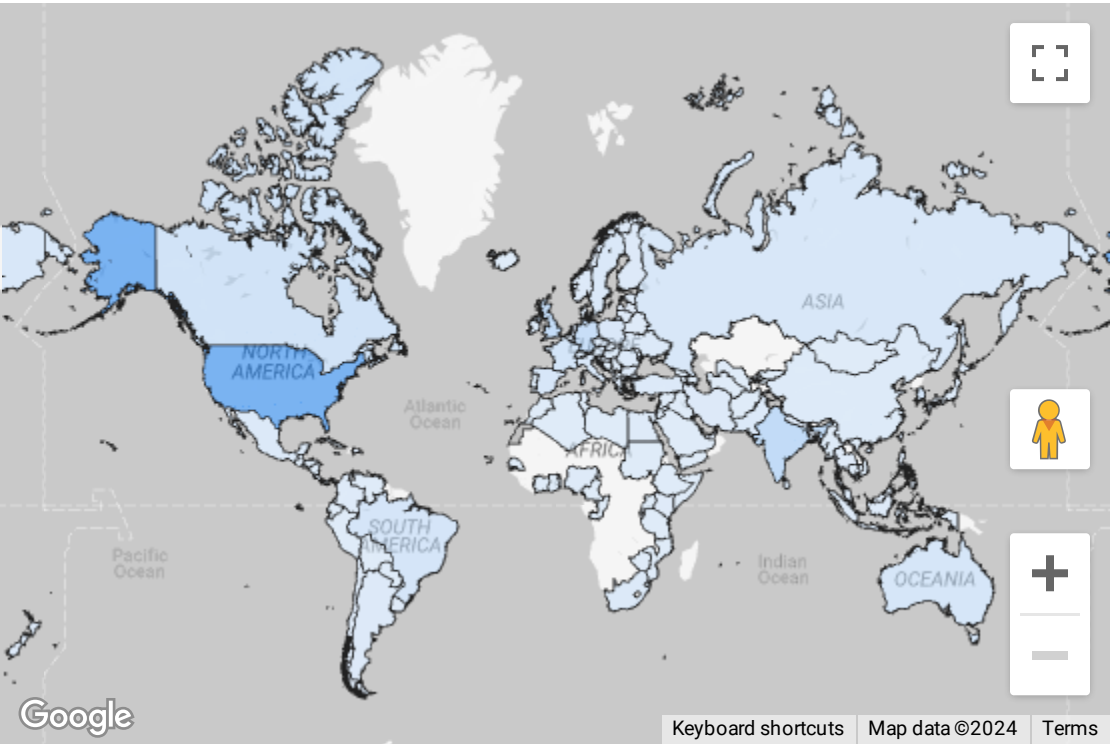 ASIA
NORTH
AMERICA
EUROPE
Atlantic
Ocean
AFRICA
SOUTH
AMERICA
Pacific
Ocean
Indian
Ocean
OCEANIA
Google
Keyboard shortcuts
Map data ©2024
Terms